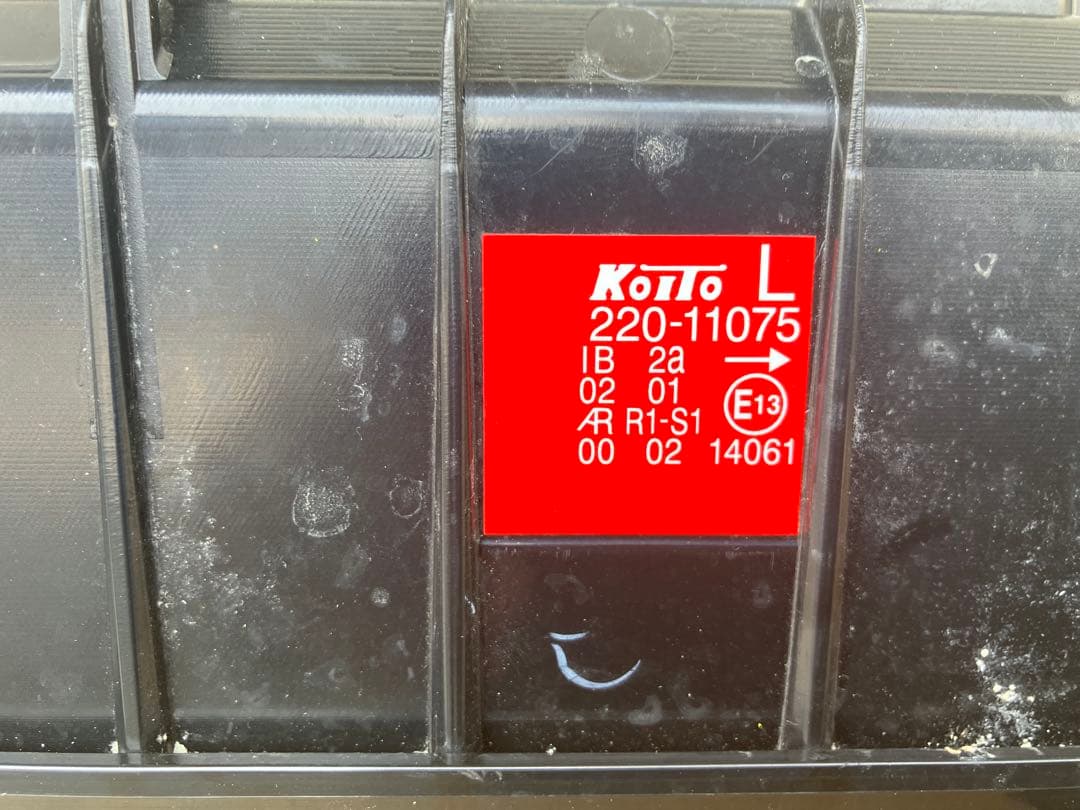 KOITO L
220-11075
IB 2a →
02 01
AR R1-S1 E13
00 02 14061